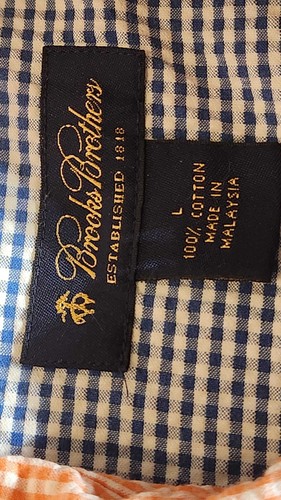 Brooks Brothers
ESTABLISHED 1818
L
100% COTTON
MADE IN
MALAYSIA